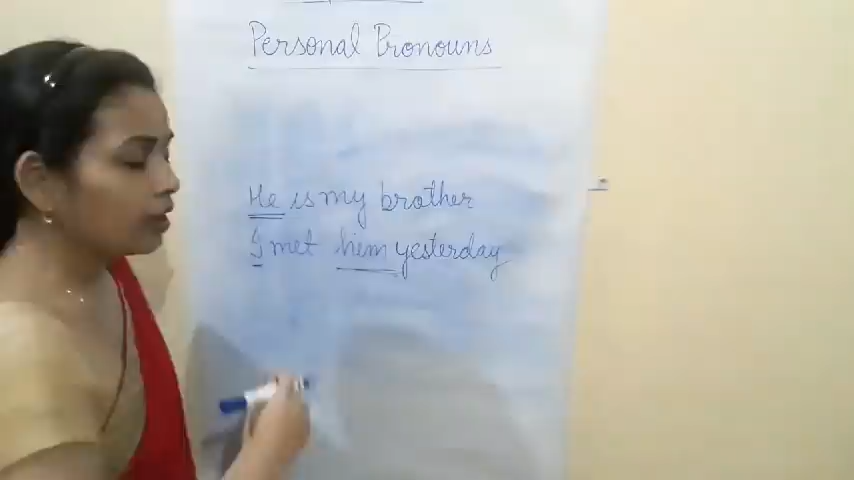 Personal Pronouns
He is my brother
I met him yesterday